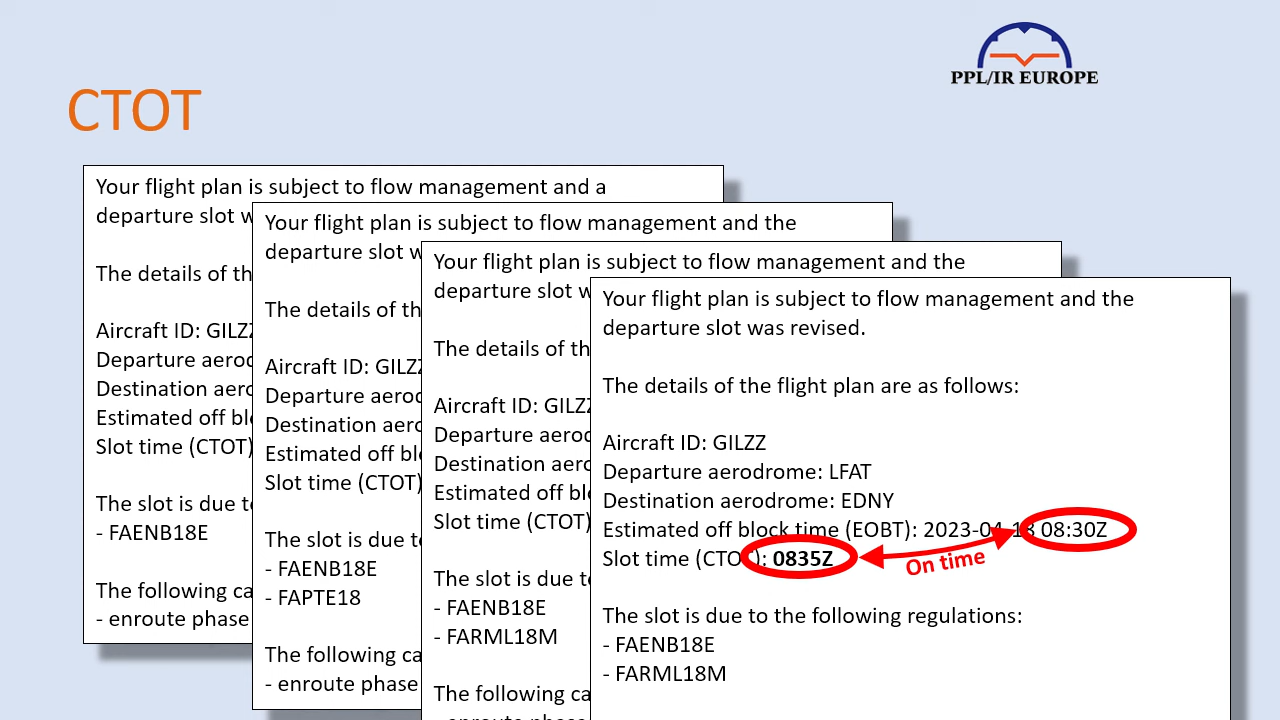 PPL/IR EUROPE
CTOT
Your flight plan is subject to flow management and a
departure slot w
The details of th
Aircraft ID: GILZZ
Departure aerod
Destination aero
Estimated off blo
Slot time (CTOT)
The slot is due to
- FAENB18E
The following ca
- enroute phase
Your flight plan is subject to flow management and the
departure slot w
The details of th
Aircraft ID: GILZZ
Departure aerod
Destination aero
Estimated off blo
Slot time (CTOT)
The slot is due to
- FAENB18E
- FAPTE18
The following ca
- enroute phase
Your flight plan is subject to flow management and the
departure slot w
The details of th
Aircraft ID: GILZZ
Departure aerod
Destination aero
Estimated off blo
Slot time (CTOT)
The slot is due to
- FAENB18E
- FARML18M
The following ca
- enroute phase
Your flight plan is subject to flow management and the
departure slot was revised.
The details of the flight plan are as follows:
Aircraft ID: GILZZ
Departure aerodrome: LFAT
Destination aerodrome: EDNY
Estimated off block time (EOBT): 2023-04-18 08:30Z
Slot time (CTOT): 0835Z
On time
The slot is due to the following regulations:
- FAENB18E
- FARML18M